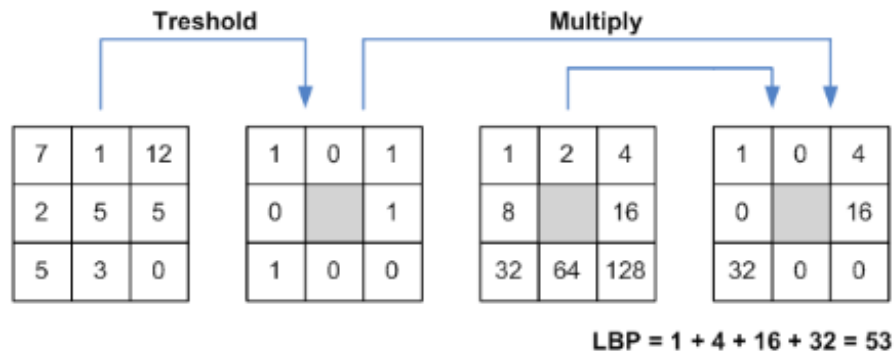 Treshold Multiply
7 1 12 1 0 1 1 2 4 1 0 4
2 5 5 0 1 8 16 0 16
5 3 0 1 0 0 32 64 128 32 0 0
LBP = 1 + 4 + 16 + 32 = 53